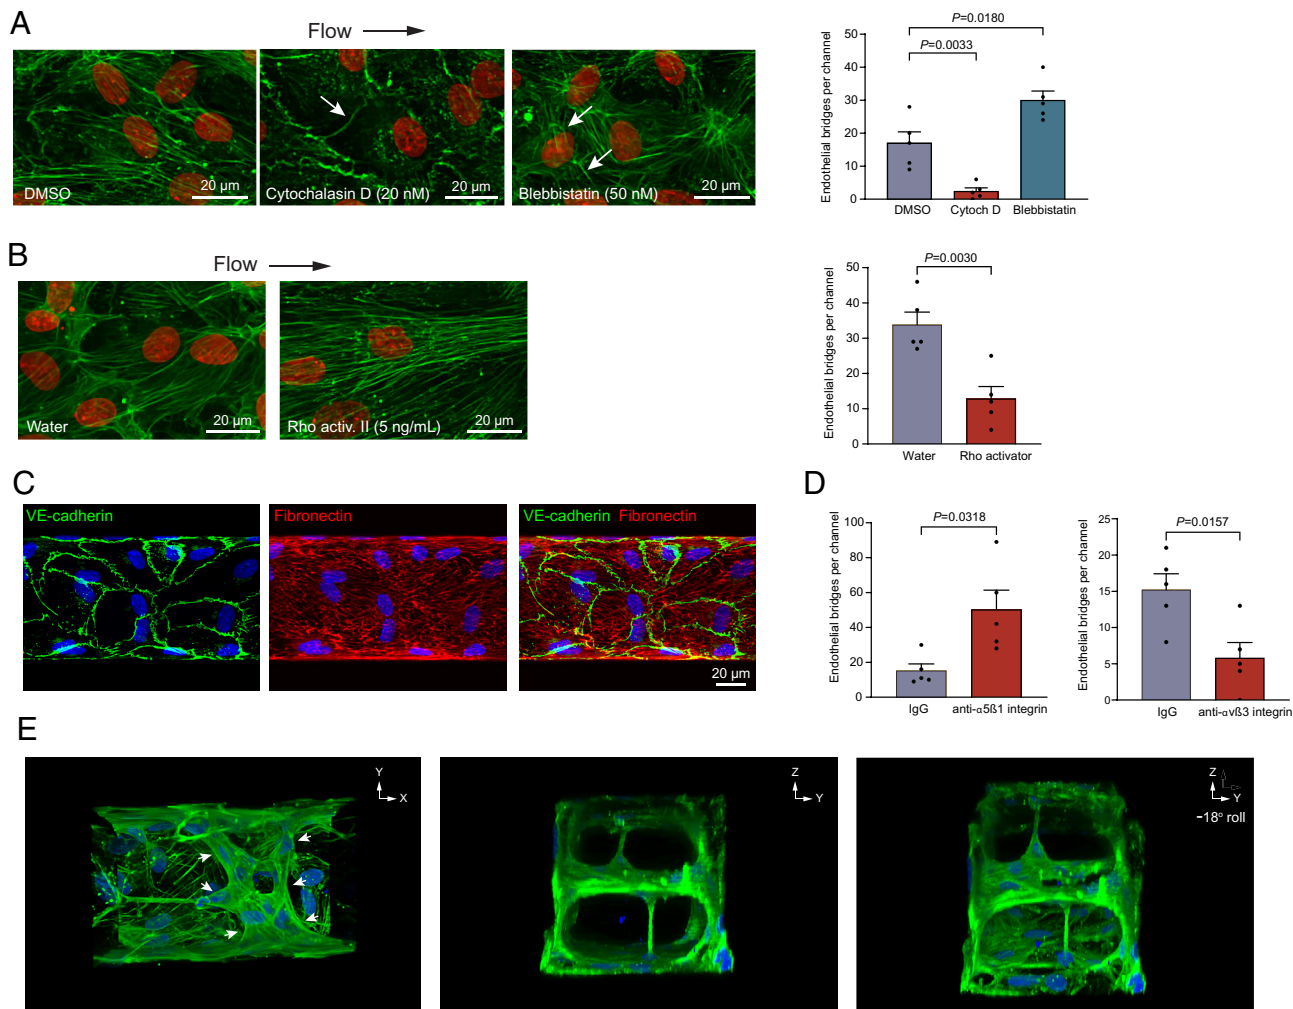 A
Flow
DMSO
20 µm
Cytochalasin D (20 nM)
20 µm
Blebbistatin (50 nM)
20 µm
Endothelial bridges per channel
50
40
30
20
10
0
P=0.0180
P=0.0033
DMSO
Cytoch D
Blebbistatin
B
Flow
Water
20 µm
Rho activ. II (5 ng/mL)
20 µm
Endothelial bridges per channel
50
40
30
20
10
0
P=0.0030
Water
Rho activator
C
VE-cadherin
Fibronectin
VE-cadherin Fibronectin
20 µm
D
Endothelial bridges per channel
100
80
60
40
20
0
P=0.0318
IgG
anti-α5ß1 integrin
Endothelial bridges per channel
25
20
15
10
5
0
P=0.0157
IgG
anti-αvß3 integrin
E
Y
X
Z
Y
Z
Y
-18° roll